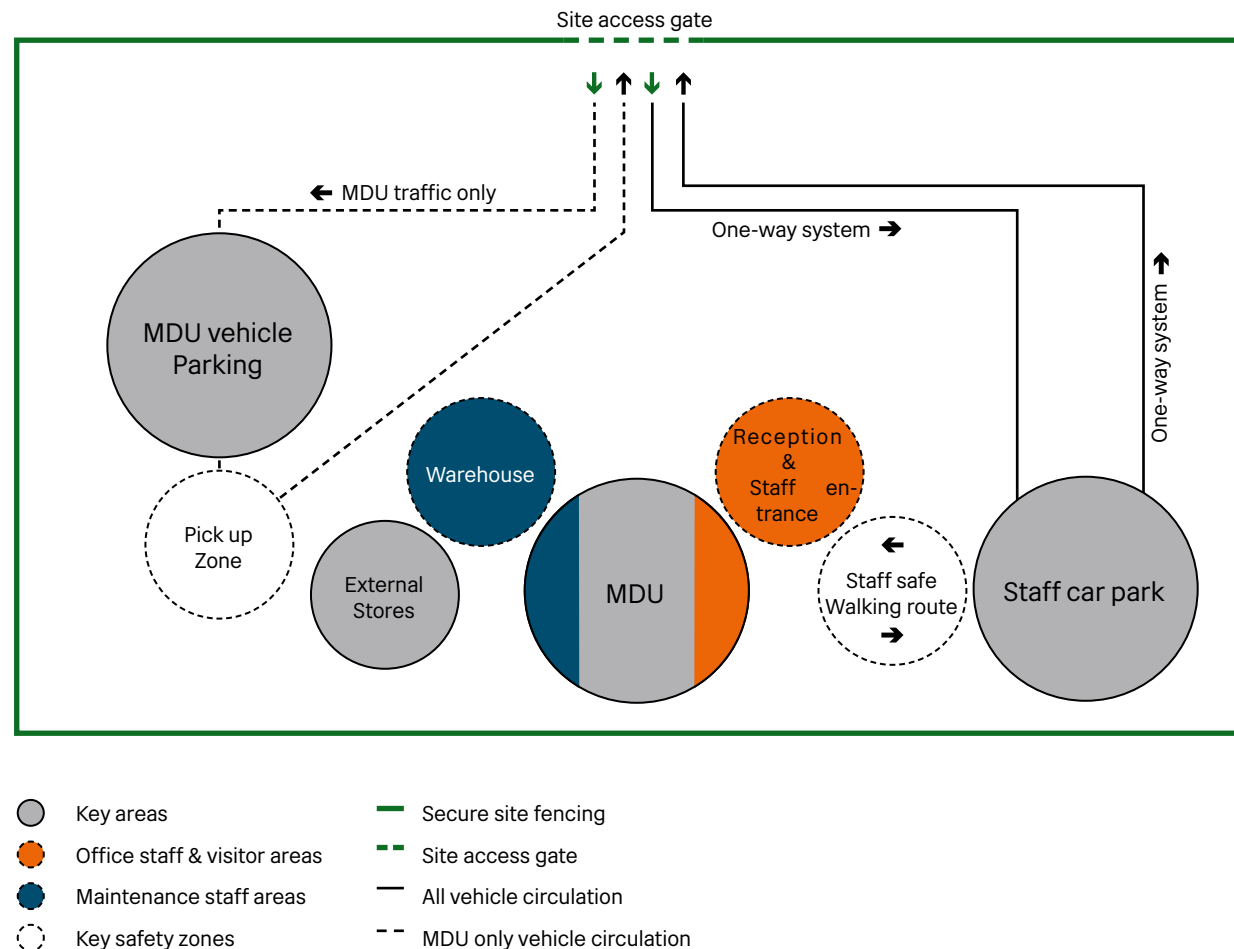 Site access gate
MDU traffic only
One-way system
One-way system
MDU vehicle
Parking
Reception
&
Staff en-
trance
Warehouse
Pick up
Zone
External
Stores
MDU
Staff safe
Walking route
Staff car park
Key areas
Office staff & visitor areas
Maintenance staff areas
Key safety zones
Secure site fencing
Site access gate
All vehicle circulation
MDU only vehicle circulation